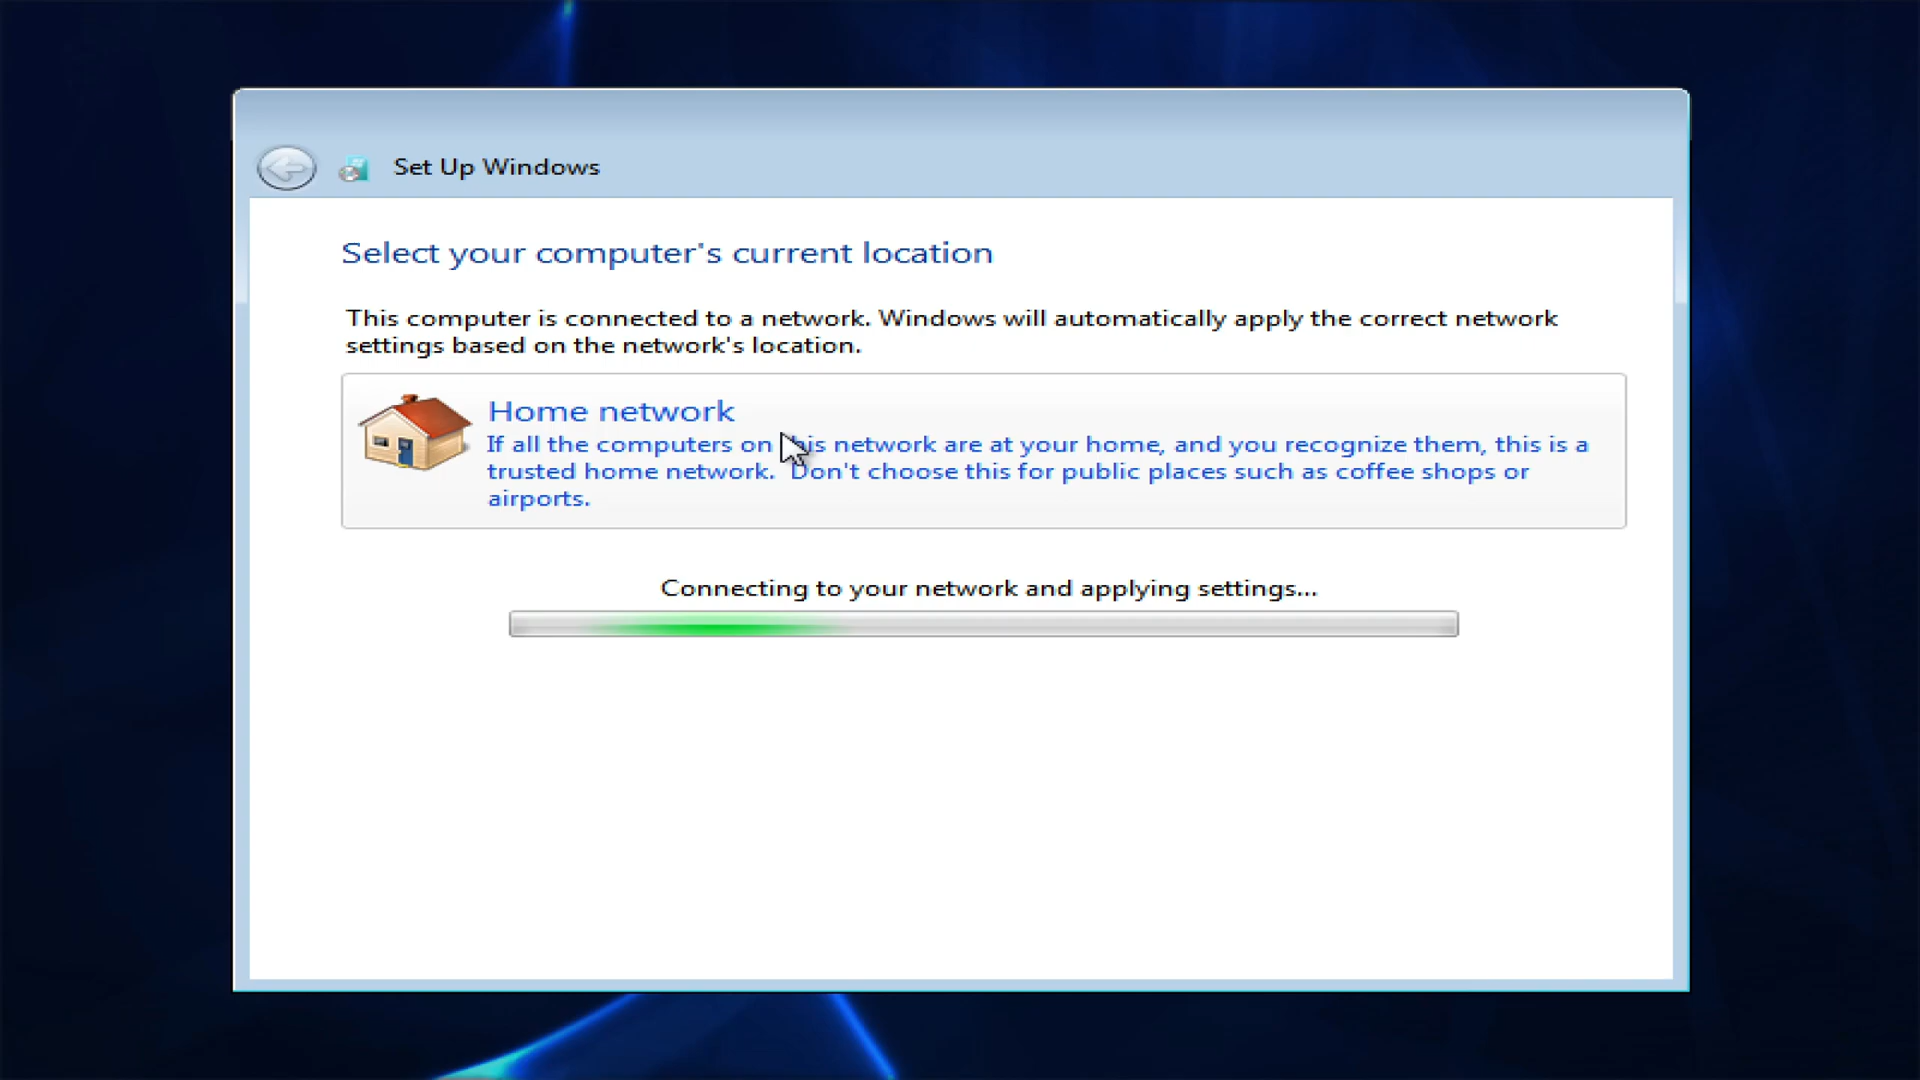 Set Up Windows
Select your computer's current location
This computer is connected to a network. Windows will automatically apply the correct network
settings based on the network's location.
Home network
If all the computers on this network are at your home, and you recognize them, this is a
trusted home network.  Don't choose this for public places such as coffee shops or
airports.
Connecting to your network and applying settings...